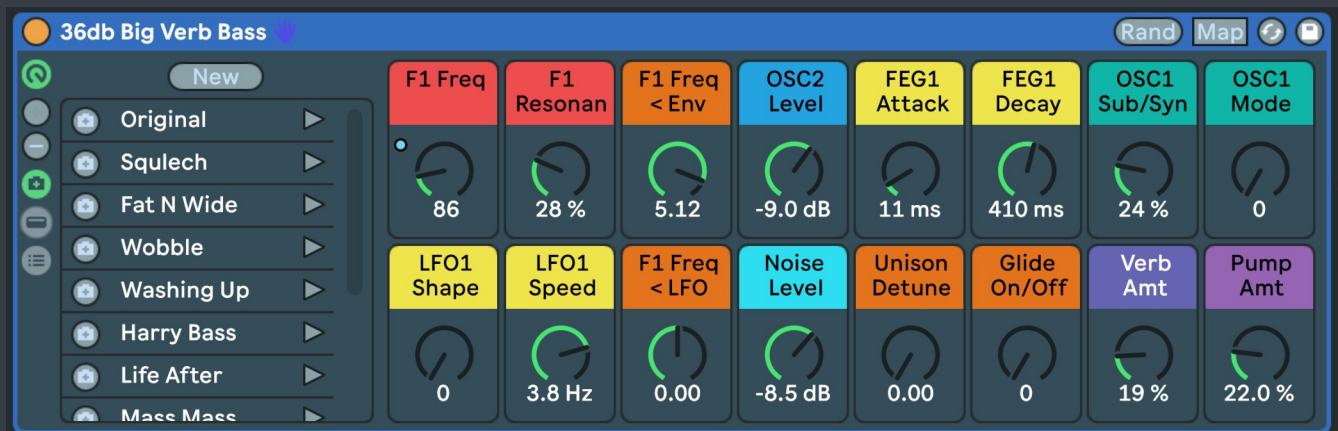 36db Big Verb Bass
Rand
Map
New
Original
Squlech
Fat N Wide
Wobble
Washing Up
Harry Bass
Life After
Mass Mass
F1 Freq
86
F1
Resonan
28 %
F1 Freq
< Env
5.12
OSC2
Level
-9.0 dB
FEG1
Attack
11 ms
FEG1
Decay
410 ms
OSC1
Sub/Syn
24 %
OSC1
Mode
0
LFO1
Shape
0
LFO1
Speed
3.8 Hz
F1 Freq
< LFO
0.00
Noise
Level
-8.5 dB
Unison
Detune
0.00
Glide
On/Off
0
Verb
Amt
19 %
Pump
Amt
22.0 %